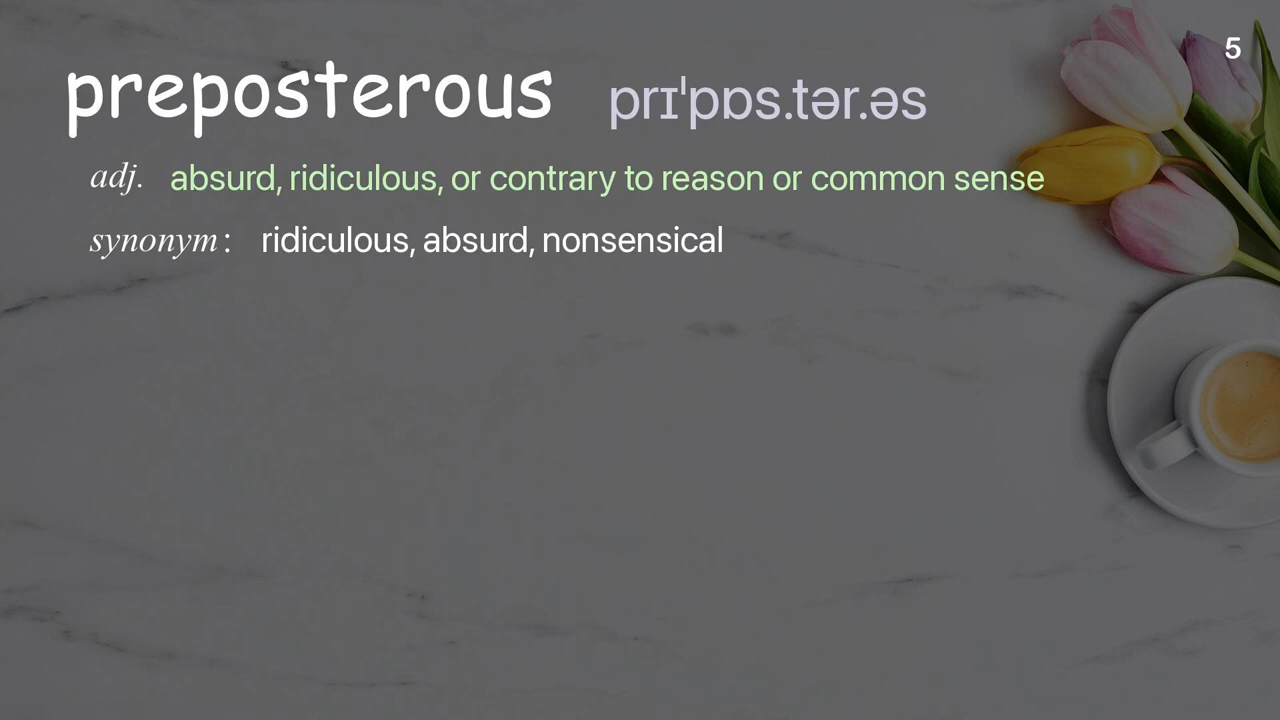 5
preposterous prɪˈpɒs.tər.əs
adj. absurd, ridiculous, or contrary to reason or common sense
synonym: ridiculous, absurd, nonsensical